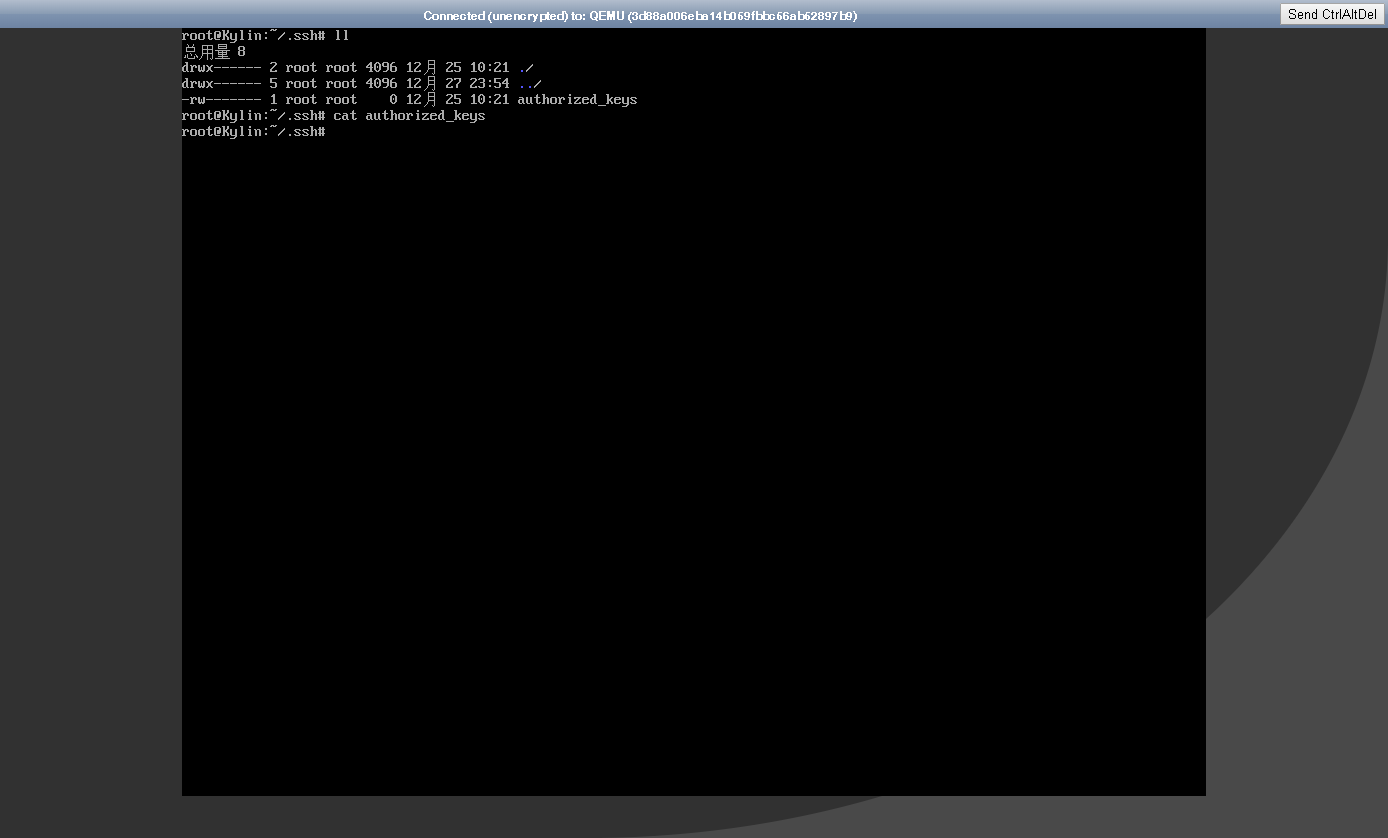 Connected (unencrypted) to: QEMU (3d88a006eba14b069fbbc66ab62897b9)
Send CtrlAltDel
root@Kylin:~/.ssh# ll
总用量 8
drwx------ 2 root root 4096 12月 25 10:21 ./
drwx------ 5 root root 4096 12月 27 23:54 ../
-rw------- 1 root root    0 12月 25 10:21 authorized_keys
root@Kylin:~/.ssh# cat authorized_keys
root@Kylin:~/.ssh#